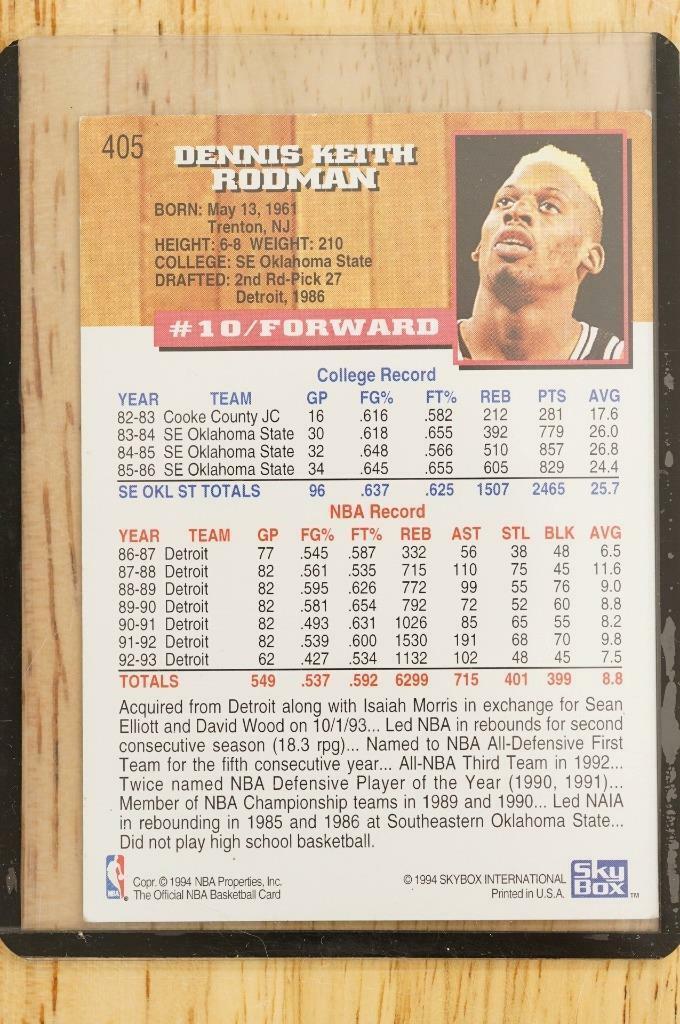 405
DENNIS KEITH
RODMAN
BORN: May 13, 1961
Trenton, NJ
HEIGHT: 6-8 WEIGHT: 210
COLLEGE: SE Oklahoma State
DRAFTED: 2nd Rd-Pick 27
Detroit, 1986
#10/FORWARD
College Record
YEAR TEAM GP FG% FT% REB PTS AVG
82-83 Cooke County JC 16 .616 .582 212 281 17.6
83-84 SE Oklahoma State 30 .618 .655 392 779 26.0
84-85 SE Oklahoma State 32 .648 .566 510 857 26.8
85-86 SE Oklahoma State 34 .645 .655 605 829 24.4
SE OKL ST TOTALS 96 .637 .625 1507 2465 25.7
NBA Record
YEAR TEAM GP FG% FT% REB AST STL BLK AVG
86-87 Detroit 77 .545 .587 332 56 38 48 6.5
87-88 Detroit 82 .561 .535 715 110 75 45 11.6
88-89 Detroit 82 .595 .626 772 99 55 76 9.0
89-90 Detroit 82 .581 .654 792 72 52 60 8.8
90-91 Detroit 82 .493 .631 1026 85 65 55 8.2
91-92 Detroit 82 .539 .600 1530 191 68 70 9.8
92-93 Detroit 62 .427 .534 1132 102 48 45 7.5
TOTALS 549 .537 .592 6299 715 401 399 8.8
Acquired from Detroit along with Isaiah Morris in exchange for Sean
Elliott and David Wood on 10/1/93... Led NBA in rebounds for second
consecutive season (18.3 rpg)... Named to NBA All-Defensive First
Team for the fifth consecutive year... All-NBA Third Team in 1992...
Twice named NBA Defensive Player of the Year (1990, 1991)...
Member of NBA Championship teams in 1989 and 1990... Led NAIA
in rebounding in 1985 and 1986 at Southeastern Oklahoma State...
Did not play high school basketball.
NBA
Copr. © 1994 NBA Properties, Inc.
The Official NBA Basketball Card
© 1994 SKYBOX INTERNATIONAL
Printed in U.S.A.
Sky
Box
TM